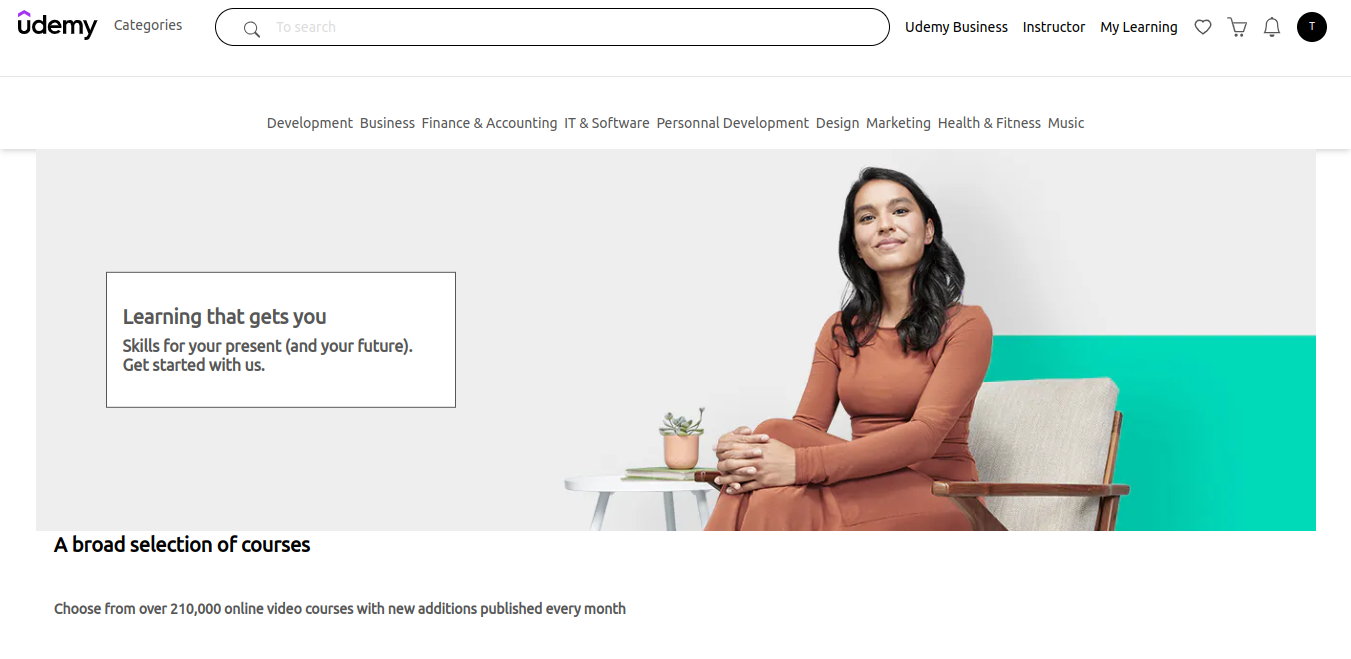 udemy Categories To search Udemy Business Instructor My Learning T
Development Business Finance & Accounting IT & Software Personnal Development Design Marketing Health & Fitness Music
Learning that gets you
Skills for your present (and your future).
Get started with us.
A broad selection of courses
Choose from over 210,000 online video courses with new additions published every month